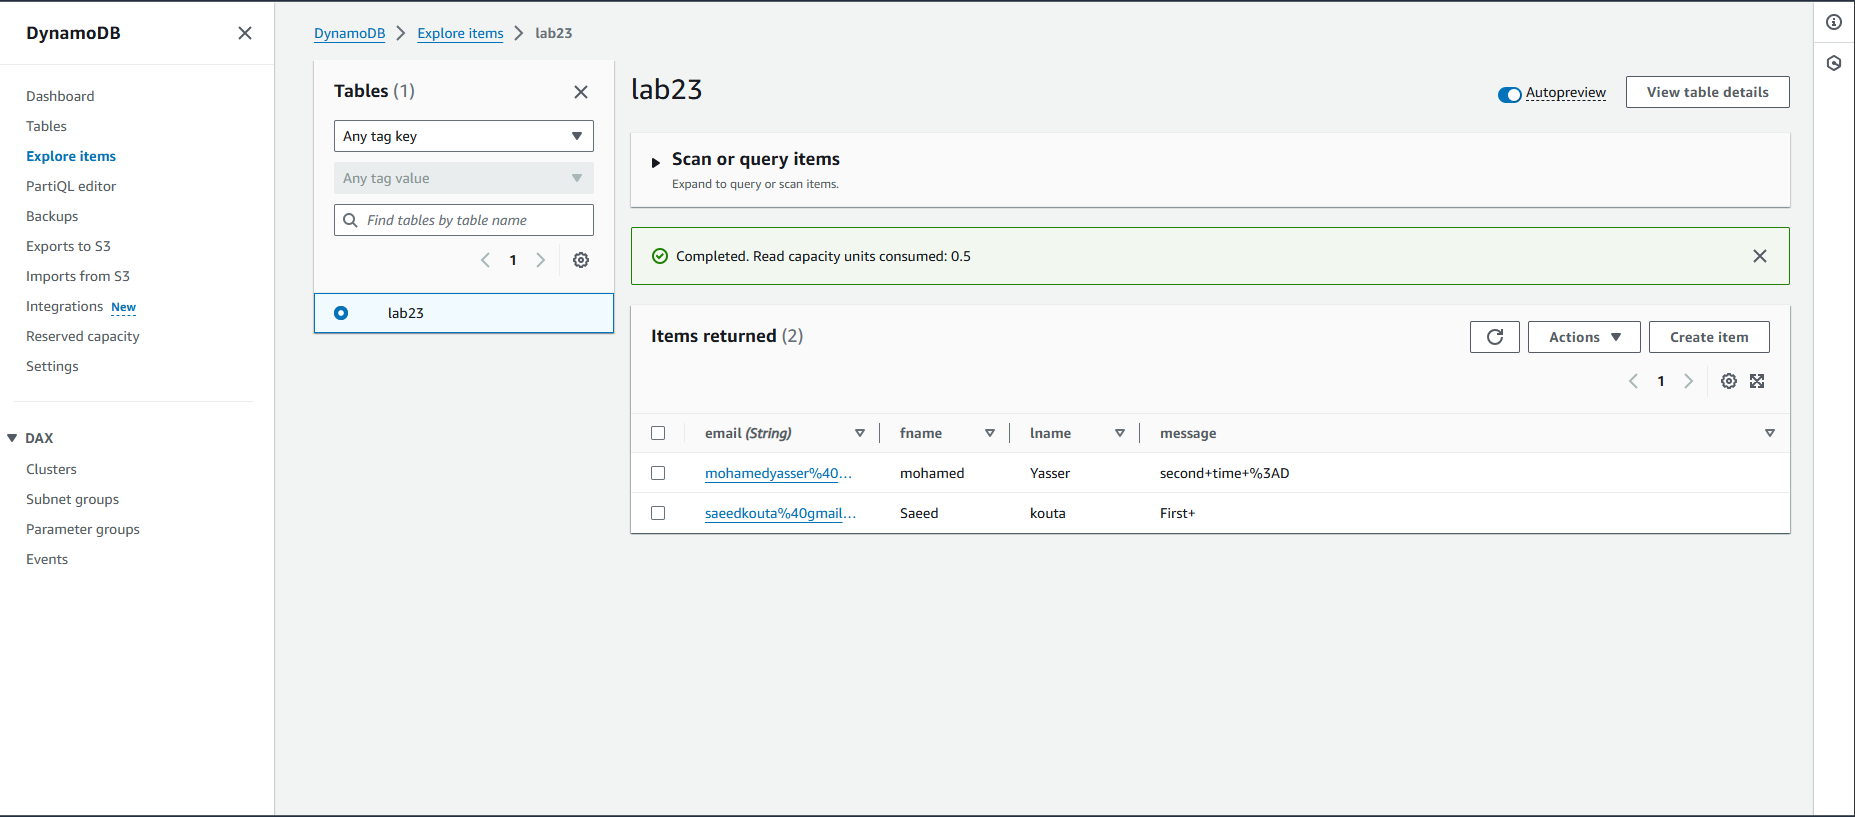 DynamoDB
Dashboard
Tables
Explore items
PartiQL editor
Backups
Exports to S3
Imports from S3
Integrations New
Reserved capacity
Settings
DAX
Clusters
Subnet groups
Parameter groups
Events
DynamoDB > Explore items > lab23
Tables (1)
Any tag key
Any tag value
Find tables by table name
1
lab23
lab23
Autopreview
View table details
Scan or query items
Expand to query or scan items.
Completed. Read capacity units consumed: 0.5
Items returned (2)
Actions
Create item
1
email (String) fname lname message
mohamedyasser%40... mohamed Yasser second+time+%3AD
saeedkouta%40gmail... Saeed kouta First+